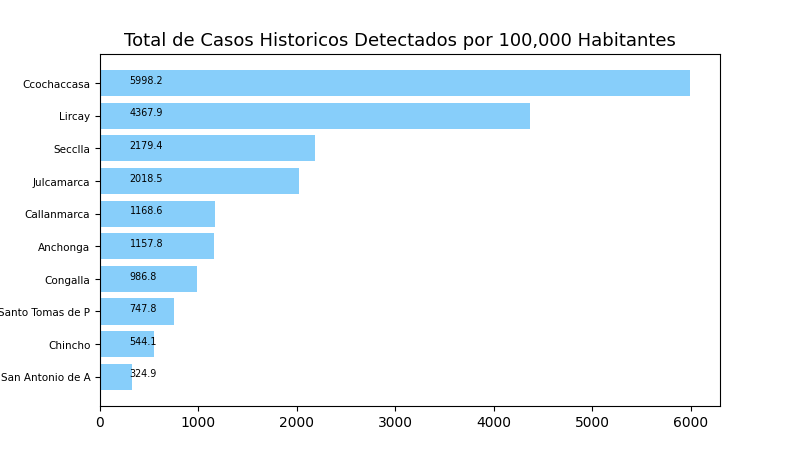 Total de Casos Historicos Detectados por 100,000 Habitantes
Ccochaccasa 5998.2
Lircay 4367.9
Secclla 2179.4
Julcamarca 2018.5
Callanmarca 1168.6
Anchonga 1157.8
Congalla 986.8
Santo Tomas de P 747.8
Chincho 544.1
San Antonio de A 324.9
0 1000 2000 3000 4000 5000 6000